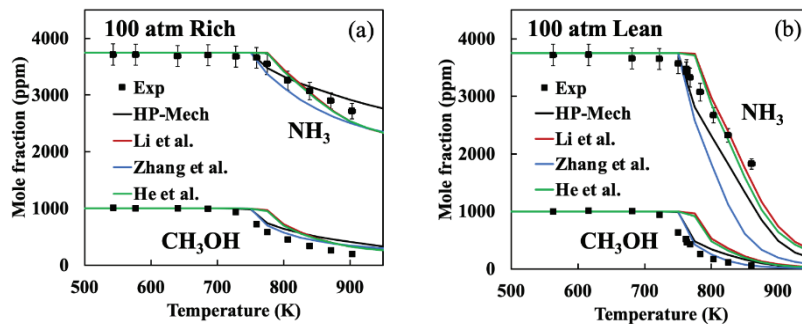 100 atm Rich
(a)
4000
3000
2000
1000
0
Mole fraction (ppm)
Exp
HP-Mech
Li et al.
Zhang et al.
He et al.
NH₃
CH₃OH
500 600 700 800 900
Temperature (K)
100 atm Lean
(b)
4000
3000
2000
1000
0
Mole fraction (ppm)
Exp
HP-Mech
Li et al.
Zhang et al.
He et al.
NH₃
CH₃OH
500 600 700 800 900
Temperature (K)